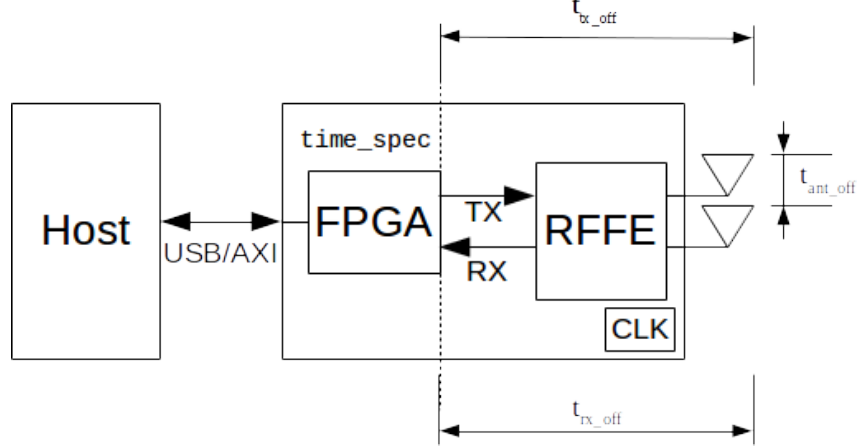 t_tx_off
time_spec
Host
USB/AXI
FPGA
TX
RX
RFFE
t_ant_off
CLK
t_rx_off